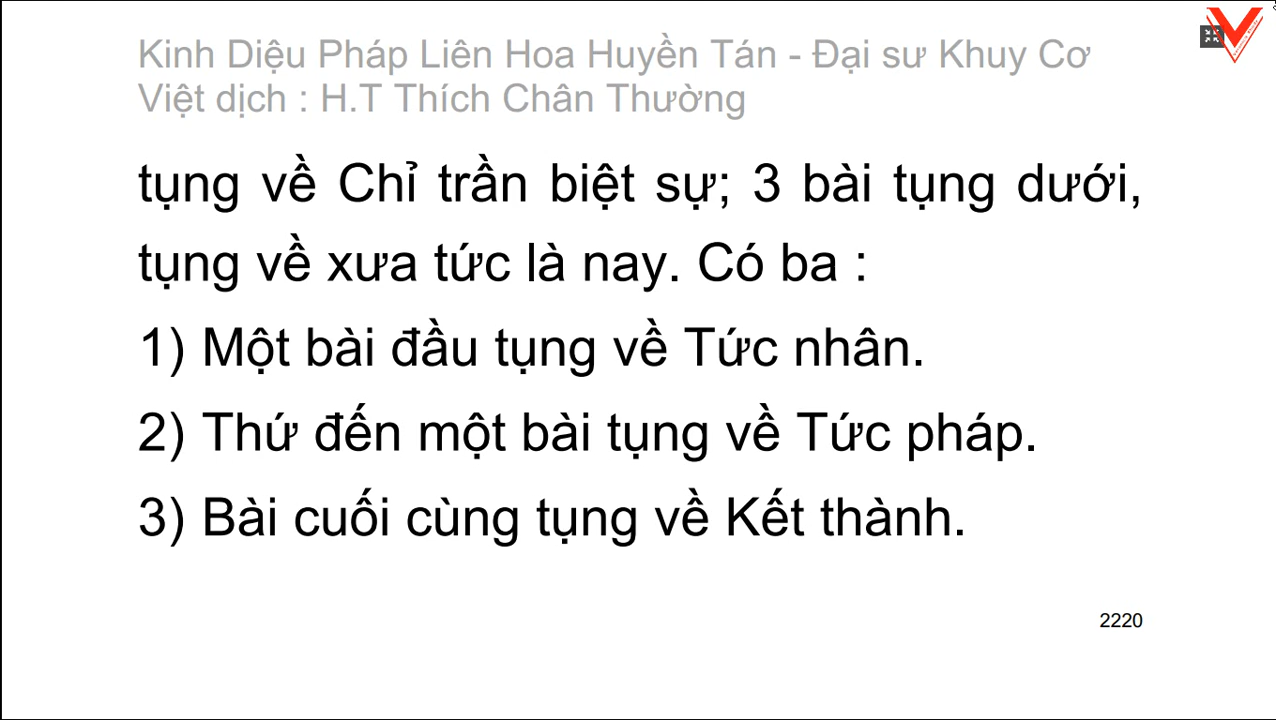 Kinh Diệu Pháp Liên Hoa Huyền Tán - Đại sư Khuy Cơ
Việt dịch : H.T Thích Chân Thường
tụng về Chỉ trần biệt sự; 3 bài tụng dưới,
tụng về xưa tức là nay. Có ba :
1) Một bài đầu tụng về Tức nhân.
2) Thứ đến một bài tụng về Tức pháp.
3) Bài cuối cùng tụng về Kết thành.
2220